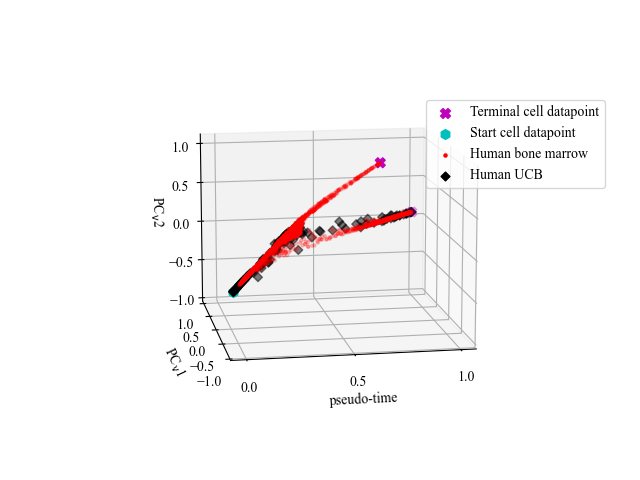 Terminal cell datapoint
Start cell datapoint
Human bone marrow
Human UCB
1.0
0.5
0.0
−0.5
−1.0
PCv2
1.0
0.5
0.0
−0.5
−1.0
PCv1
0.0
0.5
1.0
pseudo-time